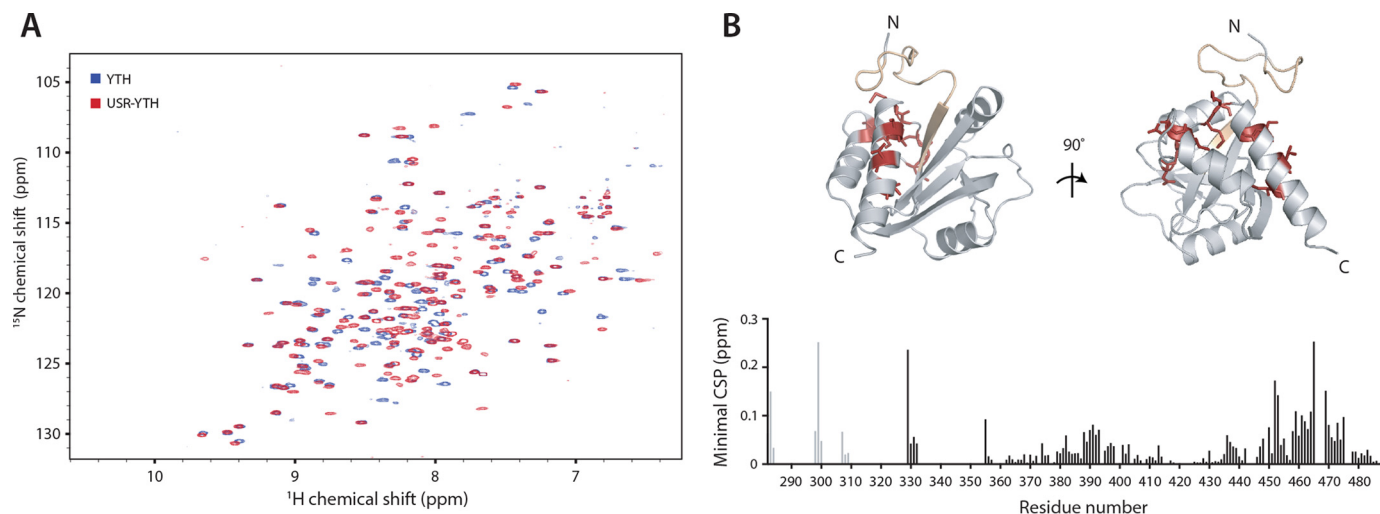 A
YTH
USR-YTH
105
110
115
120
125
130
¹⁵N chemical shift (ppm)
10
9
8
7
¹H chemical shift (ppm)
B
N
C
90°
N
C
0.3
0.2
0.1
0
Minimal CSP (ppm)
290 300 310 320 330 340 350 360 370 380 390 400 410 420 430 440 450 460 470 480
Residue number